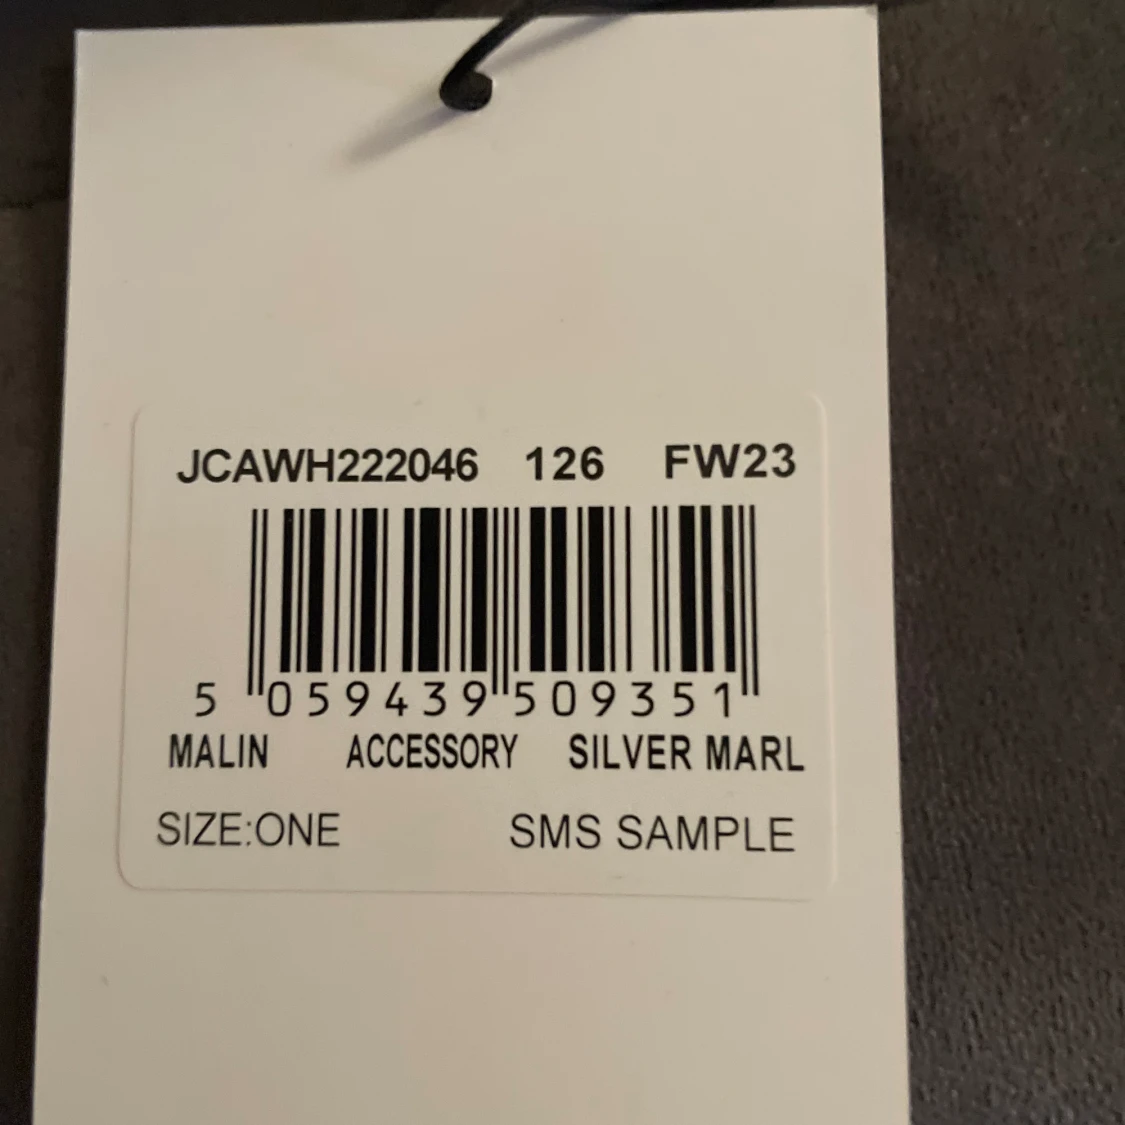 JCAWH222046 126 FW23
5 059439 509351
MALIN ACCESSORY SILVER MARL
SIZE:ONE SMS SAMPLE